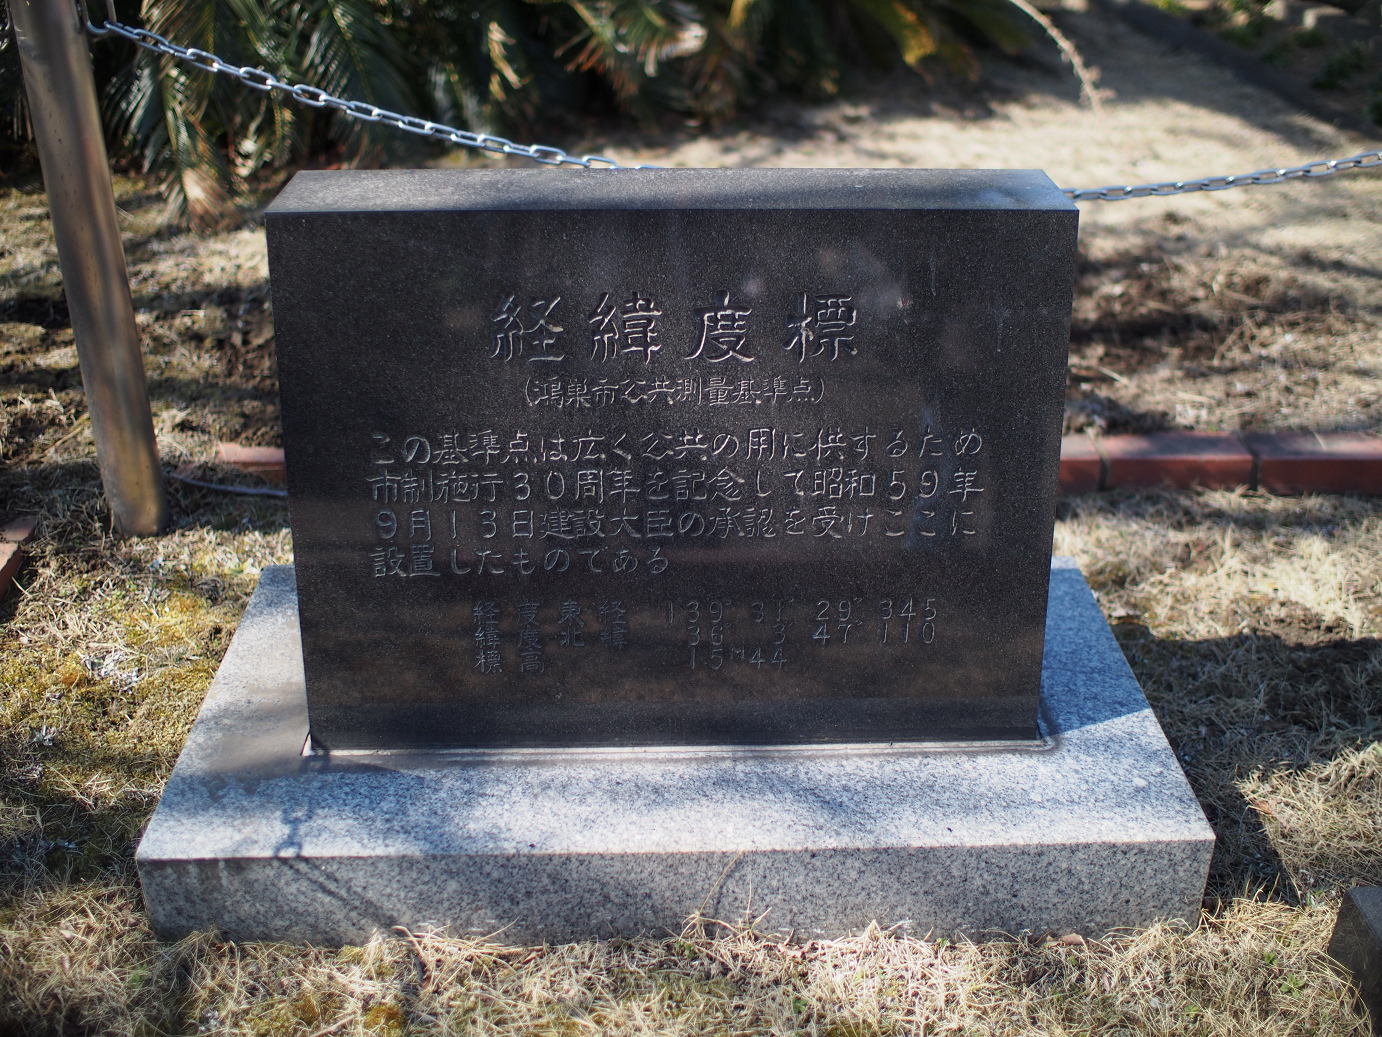 経緯度標
（鴻巣市公共測量基準点）
この基準点は広く公共の用に供するため
市制施行30周年を記念して昭和59年
9月13日建設大臣の承認を受けここに
設置したものである
経度 東経 139° 31′ 29″ 345
緯度 北緯 36° 3′ 47″ 110
標高 15M44